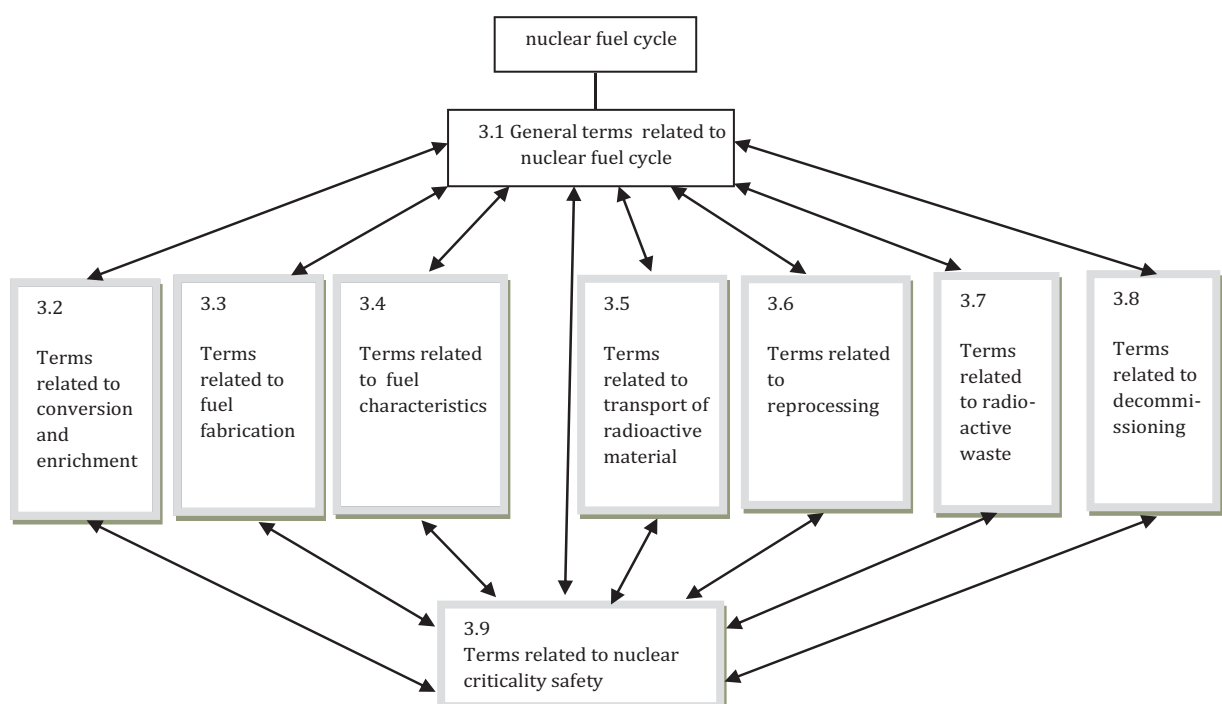 nuclear fuel cycle
3.1 General terms related to
nuclear fuel cycle
3.2
Terms
related to
conversion
and
enrichment
3.3
Terms
related to
fuel
fabrication
3.4
Terms related
to fuel
characteristics
3.5
Terms
related to
transport of
radioactive
material
3.6
Terms related
to
reprocessing
3.7
Terms
related
to radio-
active
waste
3.8
Terms
related to
decommi-
ssioning
3.9
Terms related to nuclear
criticality safety